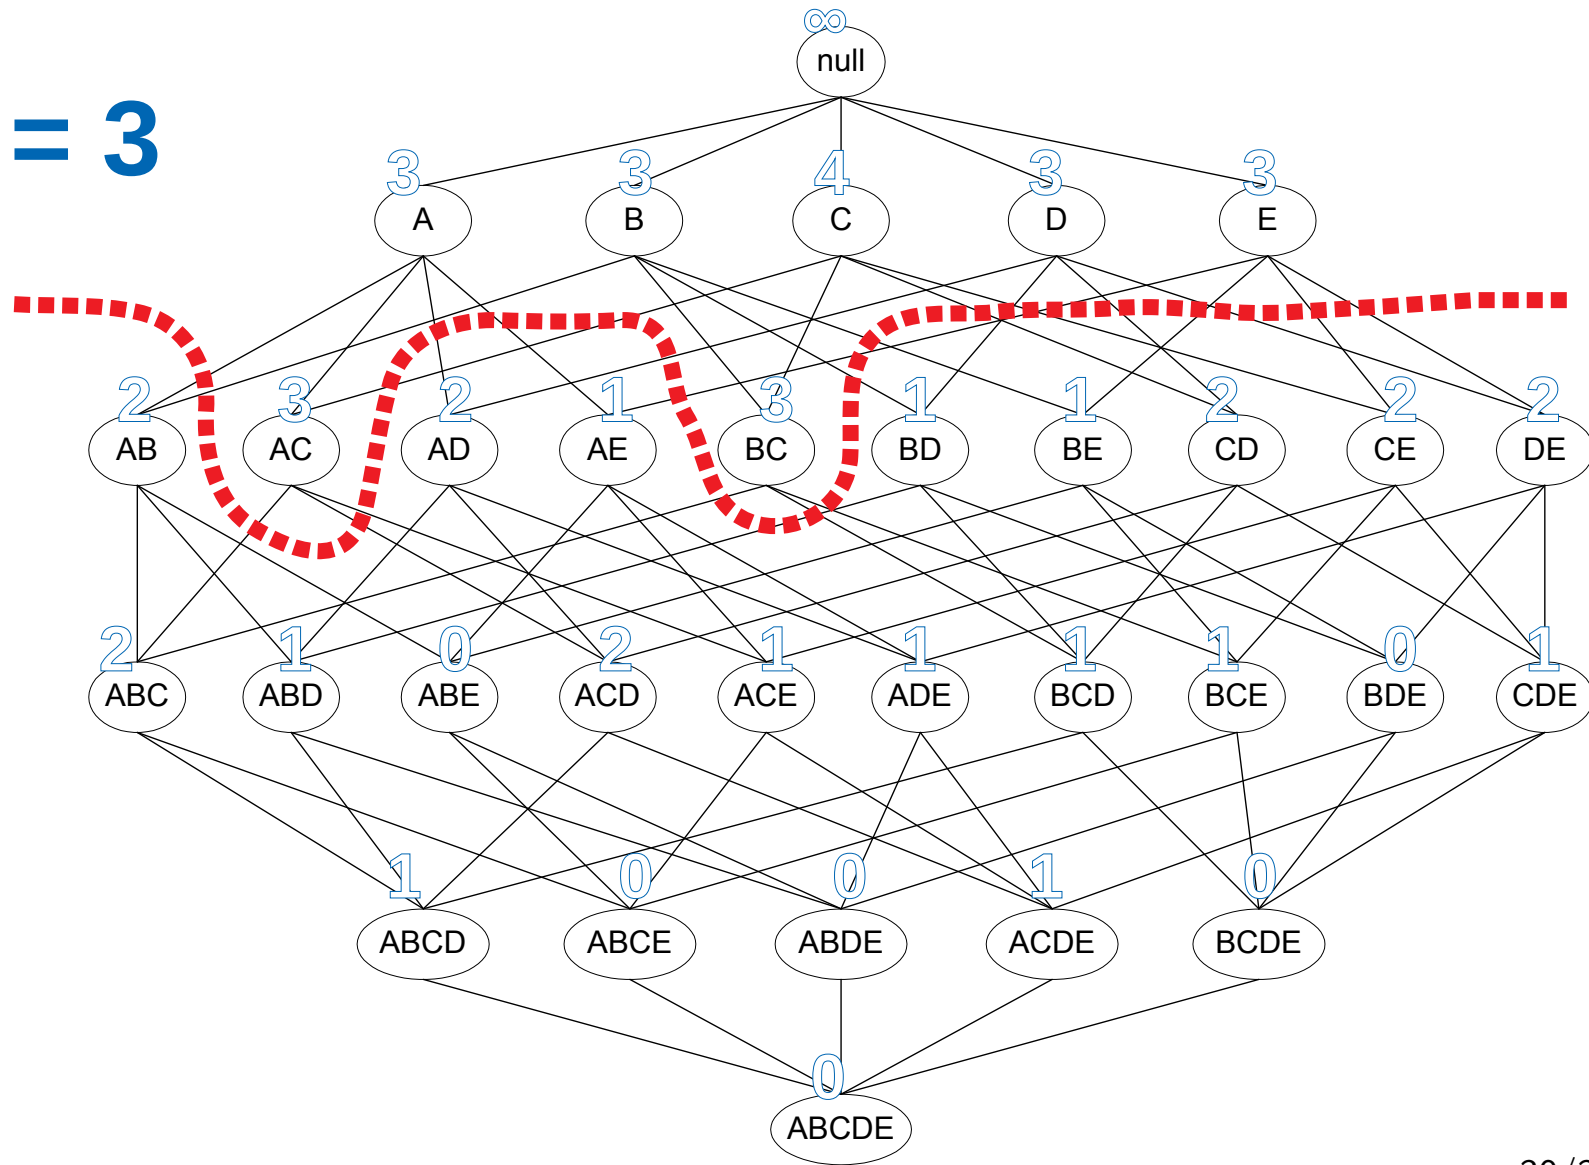 ∞
null
= 3
3 3 4 3 3
A B C D E
2 3 2 1 3 1 1 2 2 2
AB AC AD AE BC BD BE CD CE DE
2 1 0 2 1 1 1 1 0 1
ABC ABD ABE ACD ACE ADE BCD BCE BDE CDE
1 0 0 1 0
ABCD ABCE ABDE ACDE BCDE
0
ABCDE